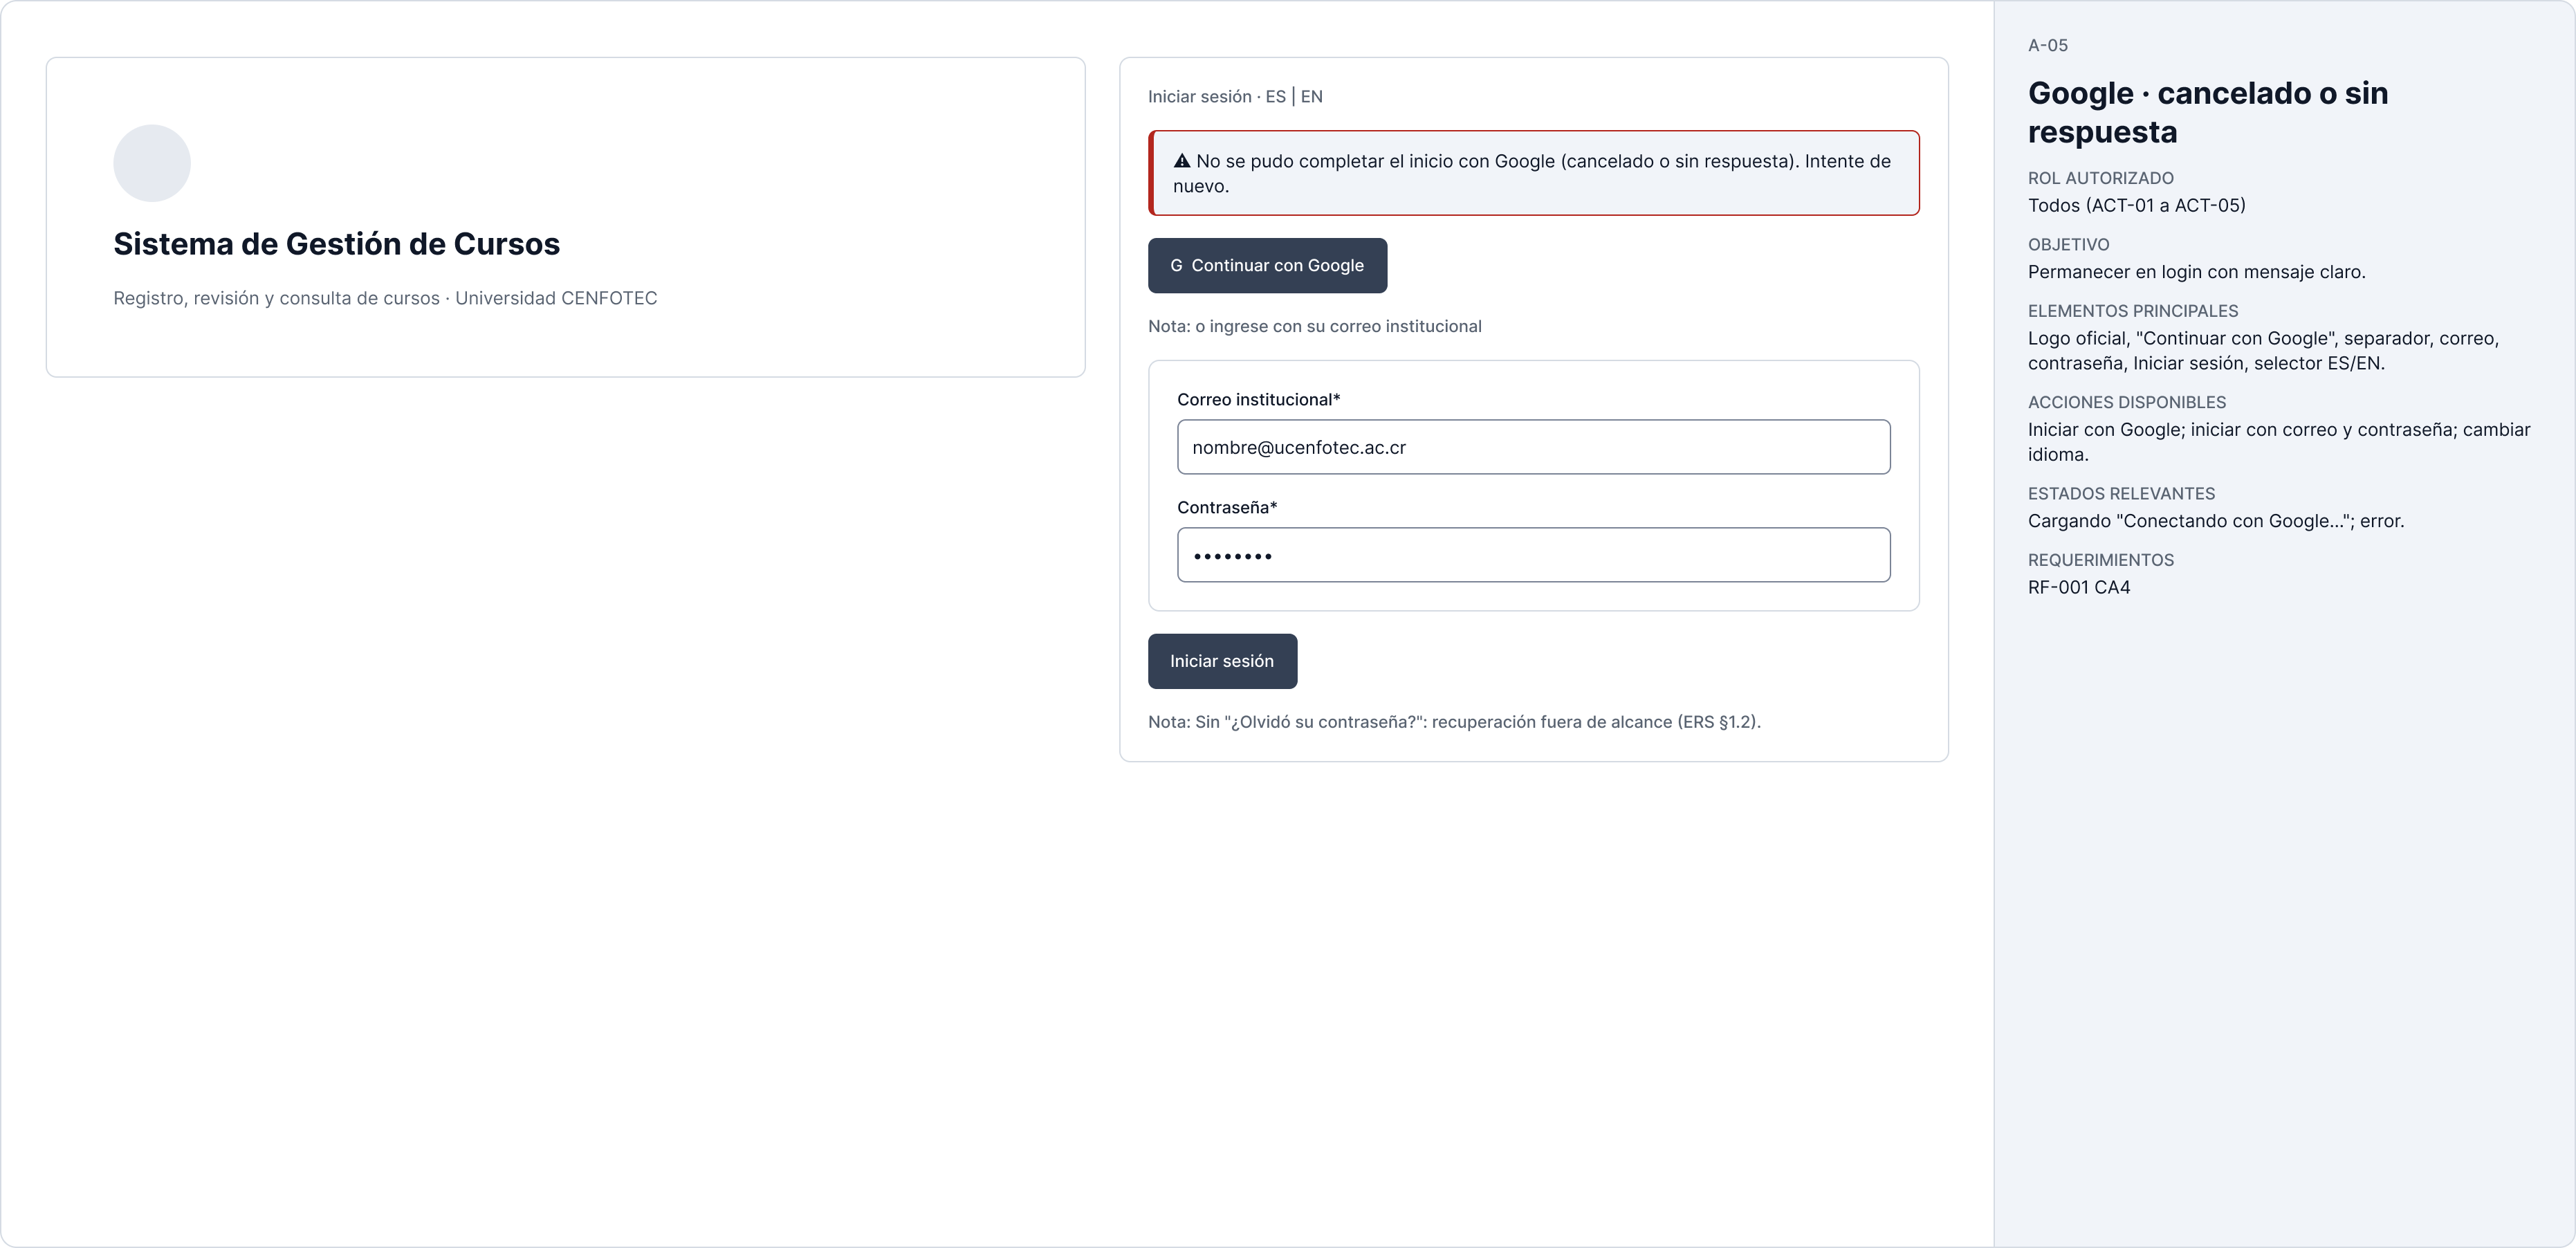 Sistema de Gestión de Cursos
Registro, revisión y consulta de cursos · Universidad CENFOTEC
Iniciar sesión · ES | EN
⚠ No se pudo completar el inicio con Google (cancelado o sin respuesta). Intente de
nuevo.
G Continuar con Google
Nota: o ingrese con su correo institucional
Correo institucional*
nombre@ucenfotec.ac.cr
Contraseña*
••••••••
Iniciar sesión
Nota: Sin "¿Olvidó su contraseña?": recuperación fuera de alcance (ERS §1.2).
A-05
Google · cancelado o sin
respuesta
ROL AUTORIZADO
Todos (ACT-01 a ACT-05)
OBJETIVO
Permanecer en login con mensaje claro.
ELEMENTOS PRINCIPALES
Logo oficial, "Continuar con Google", separador, correo,
contraseña, Iniciar sesión, selector ES/EN.
ACCIONES DISPONIBLES
Iniciar con Google; iniciar con correo y contraseña; cambiar
idioma.
ESTADOS RELEVANTES
Cargando "Conectando con Google..."; error.
REQUERIMIENTOS
RF-001 CA4